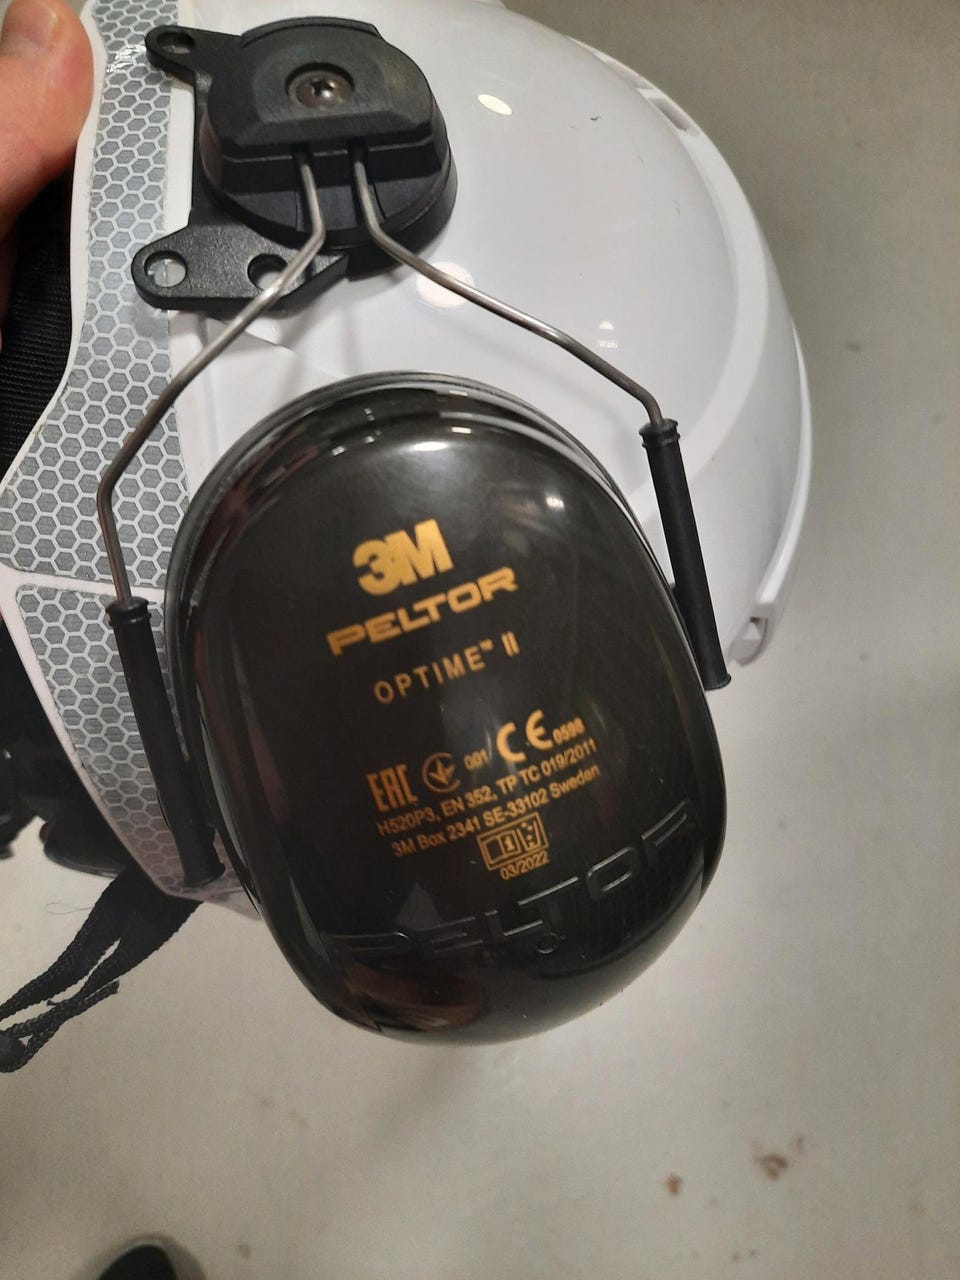 3M
PELTOR
OPTIME™ II
EAC 001 CE 0598
H520P3, EN 352, TP TC 019/2011
3M Box 2341 SE-33102 Sweden
03/2022
PELTOR